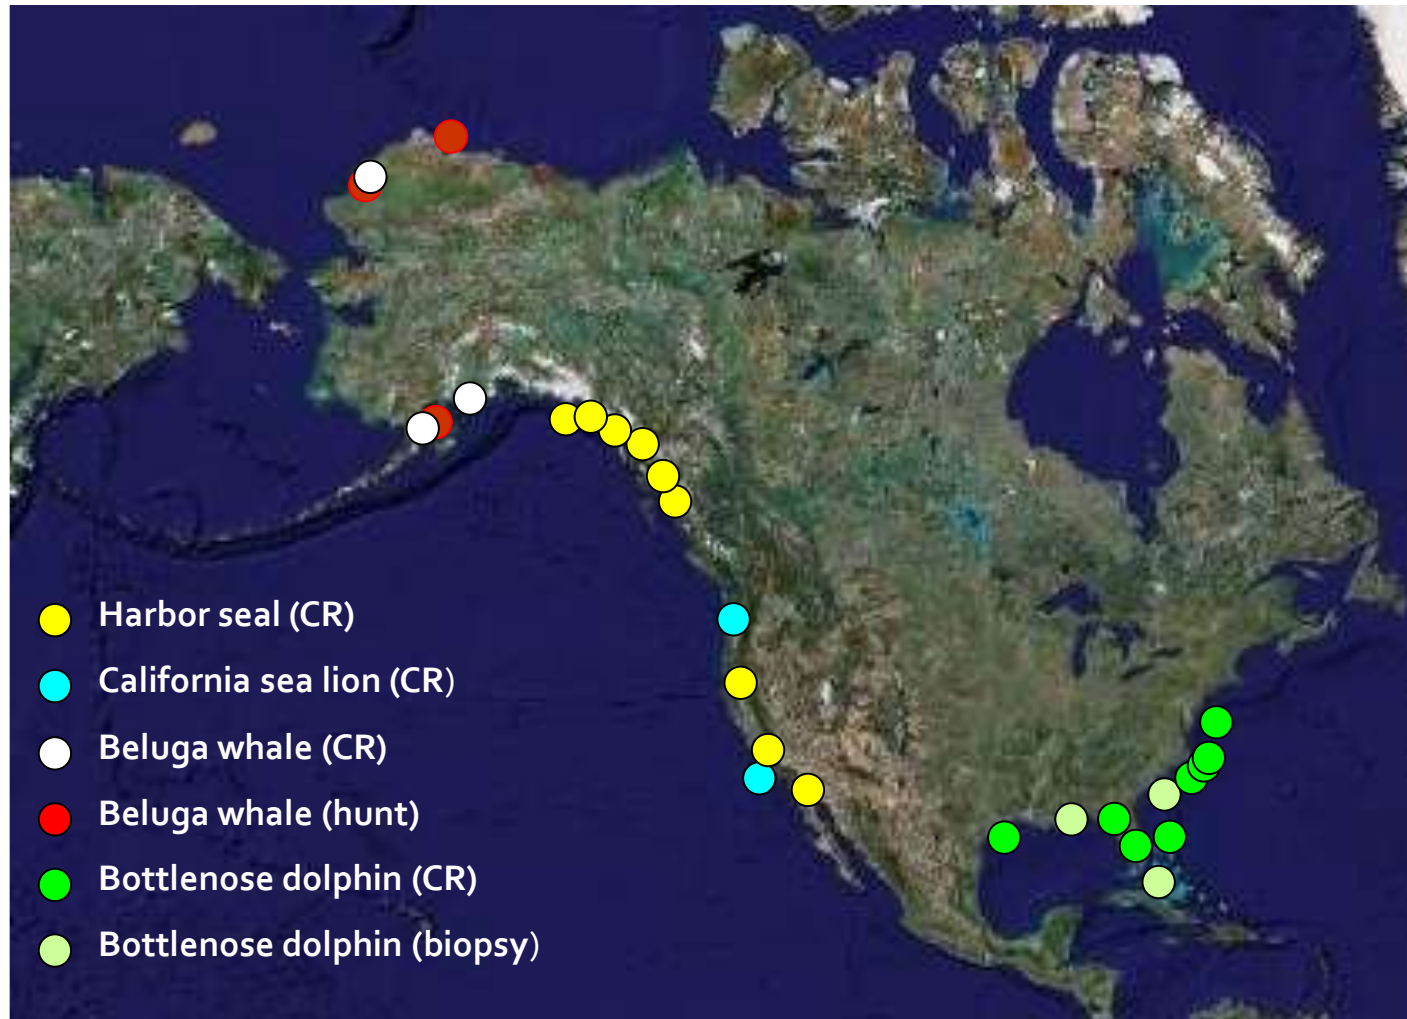 Harbor seal (CR)
California sea lion (CR)
Beluga whale (CR)
Beluga whale (hunt)
Bottlenose dolphin (CR)
Bottlenose dolphin (biopsy)